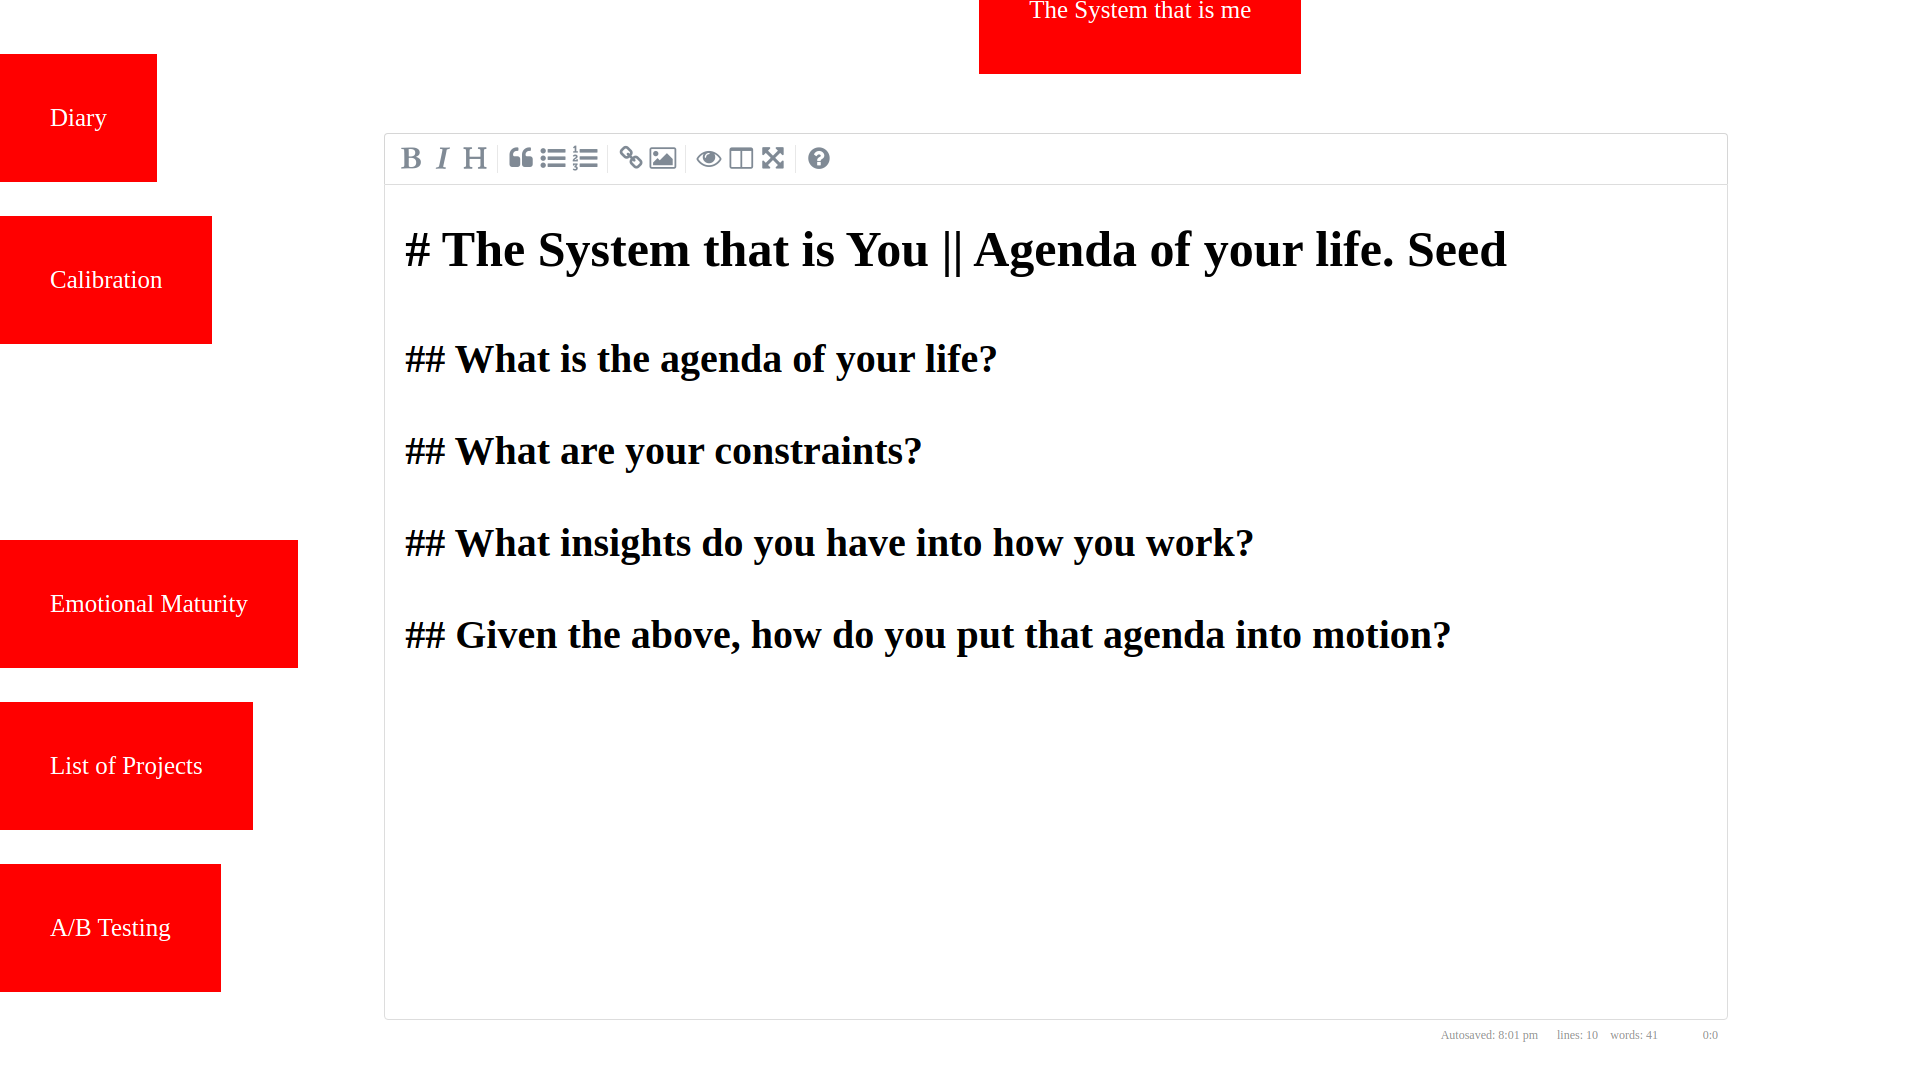 The System that is me
Diary
Calibration
Emotional Maturity
List of Projects
A/B Testing
# The System that is You || Agenda of your life. Seed
## What is the agenda of your life?
## What are your constraints?
## What insights do you have into how you work?
## Given the above, how do you put that agenda into motion?
Autosaved: 8:01 pm lines: 10 words: 41 0:0